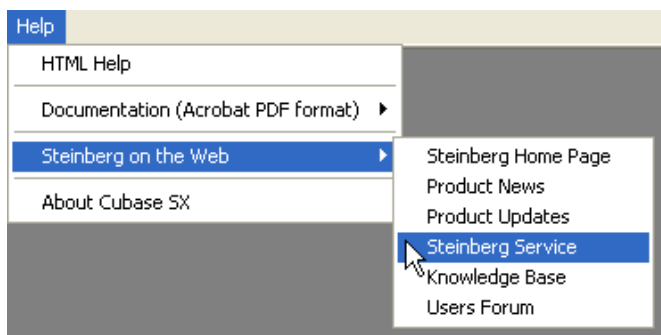 Help
HTML Help
Documentation (Acrobat PDF format)
Steinberg on the Web
About Cubase SX
Steinberg Home Page
Product News
Product Updates
Steinberg Service
Knowledge Base
Users Forum